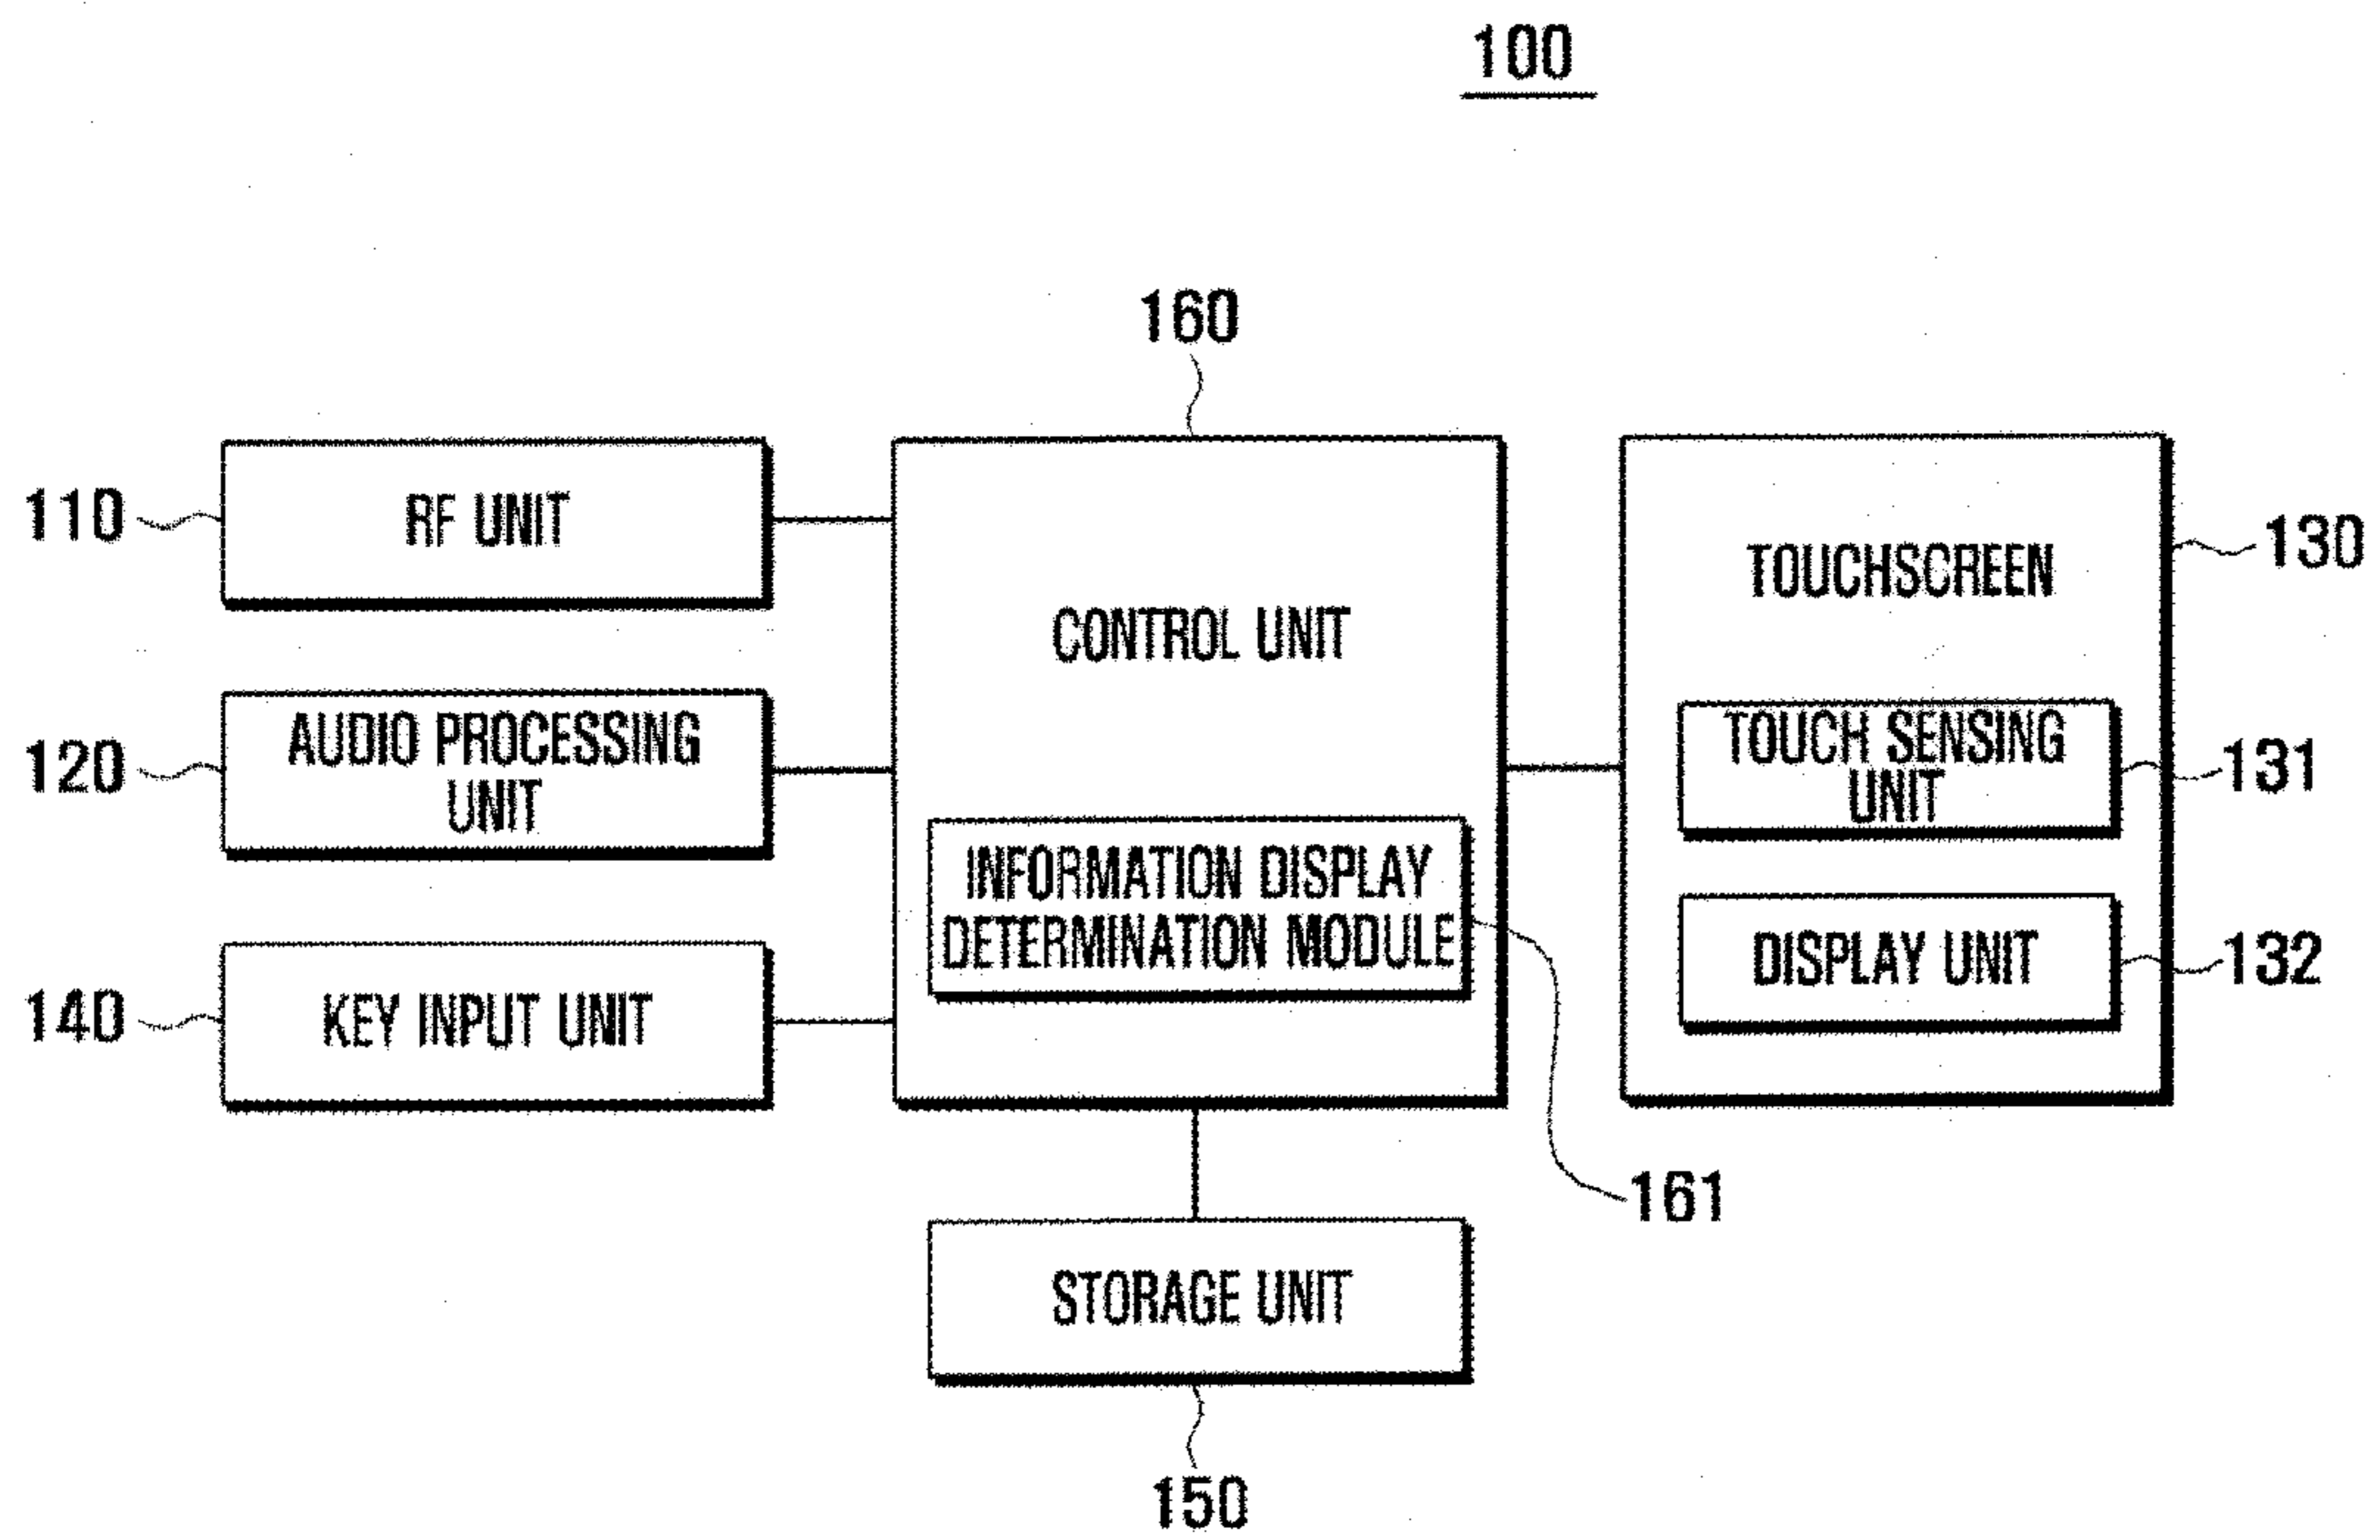 100
160
110
RF UNIT
CONTROL UNIT
TOUCHSCREEN
130
120
AUDIO PROCESSING
UNIT
TOUCH SENSING
UNIT
131
INFORMATION DISPLAY
DETERMINATION MODULE
DISPLAY UNIT
132
140
KEY INPUT UNIT
161
STORAGE UNIT
150